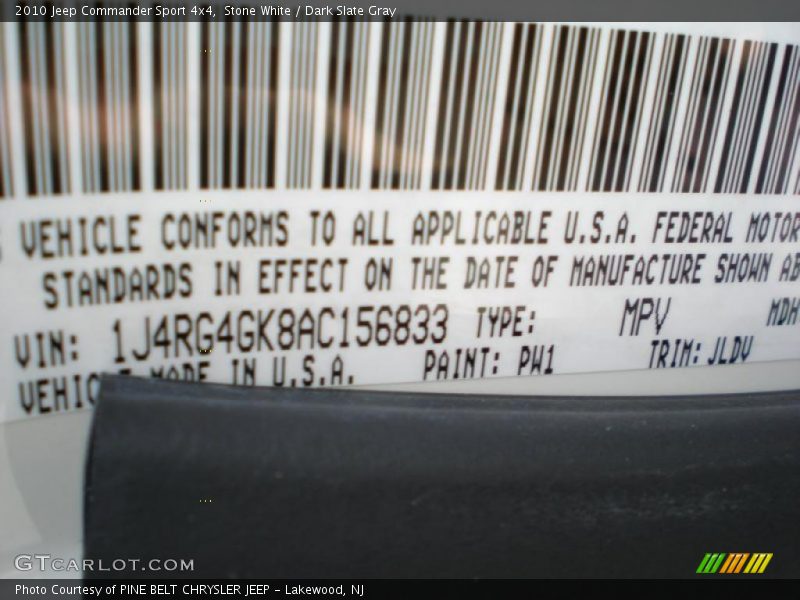 2010 Jeep Commander Sport 4x4,  Stone White / Dark Slate Gray
VEHICLE CONFORMS TO ALL APPLICABLE U.S.A. FEDERAL MOTOR
STANDARDS IN EFFECT ON THE DATE OF MANUFACTURE SHOWN AB
VIN: 1J4RG4GK8AC156833 TYPE: MPV MDH
VEHIC MADE IN U.S.A. PAINT: PW1 TRIM: JLDV
GTCARLOT.COM
Photo Courtesy of PINE BELT CHRYSLER JEEP - Lakewood, NJ